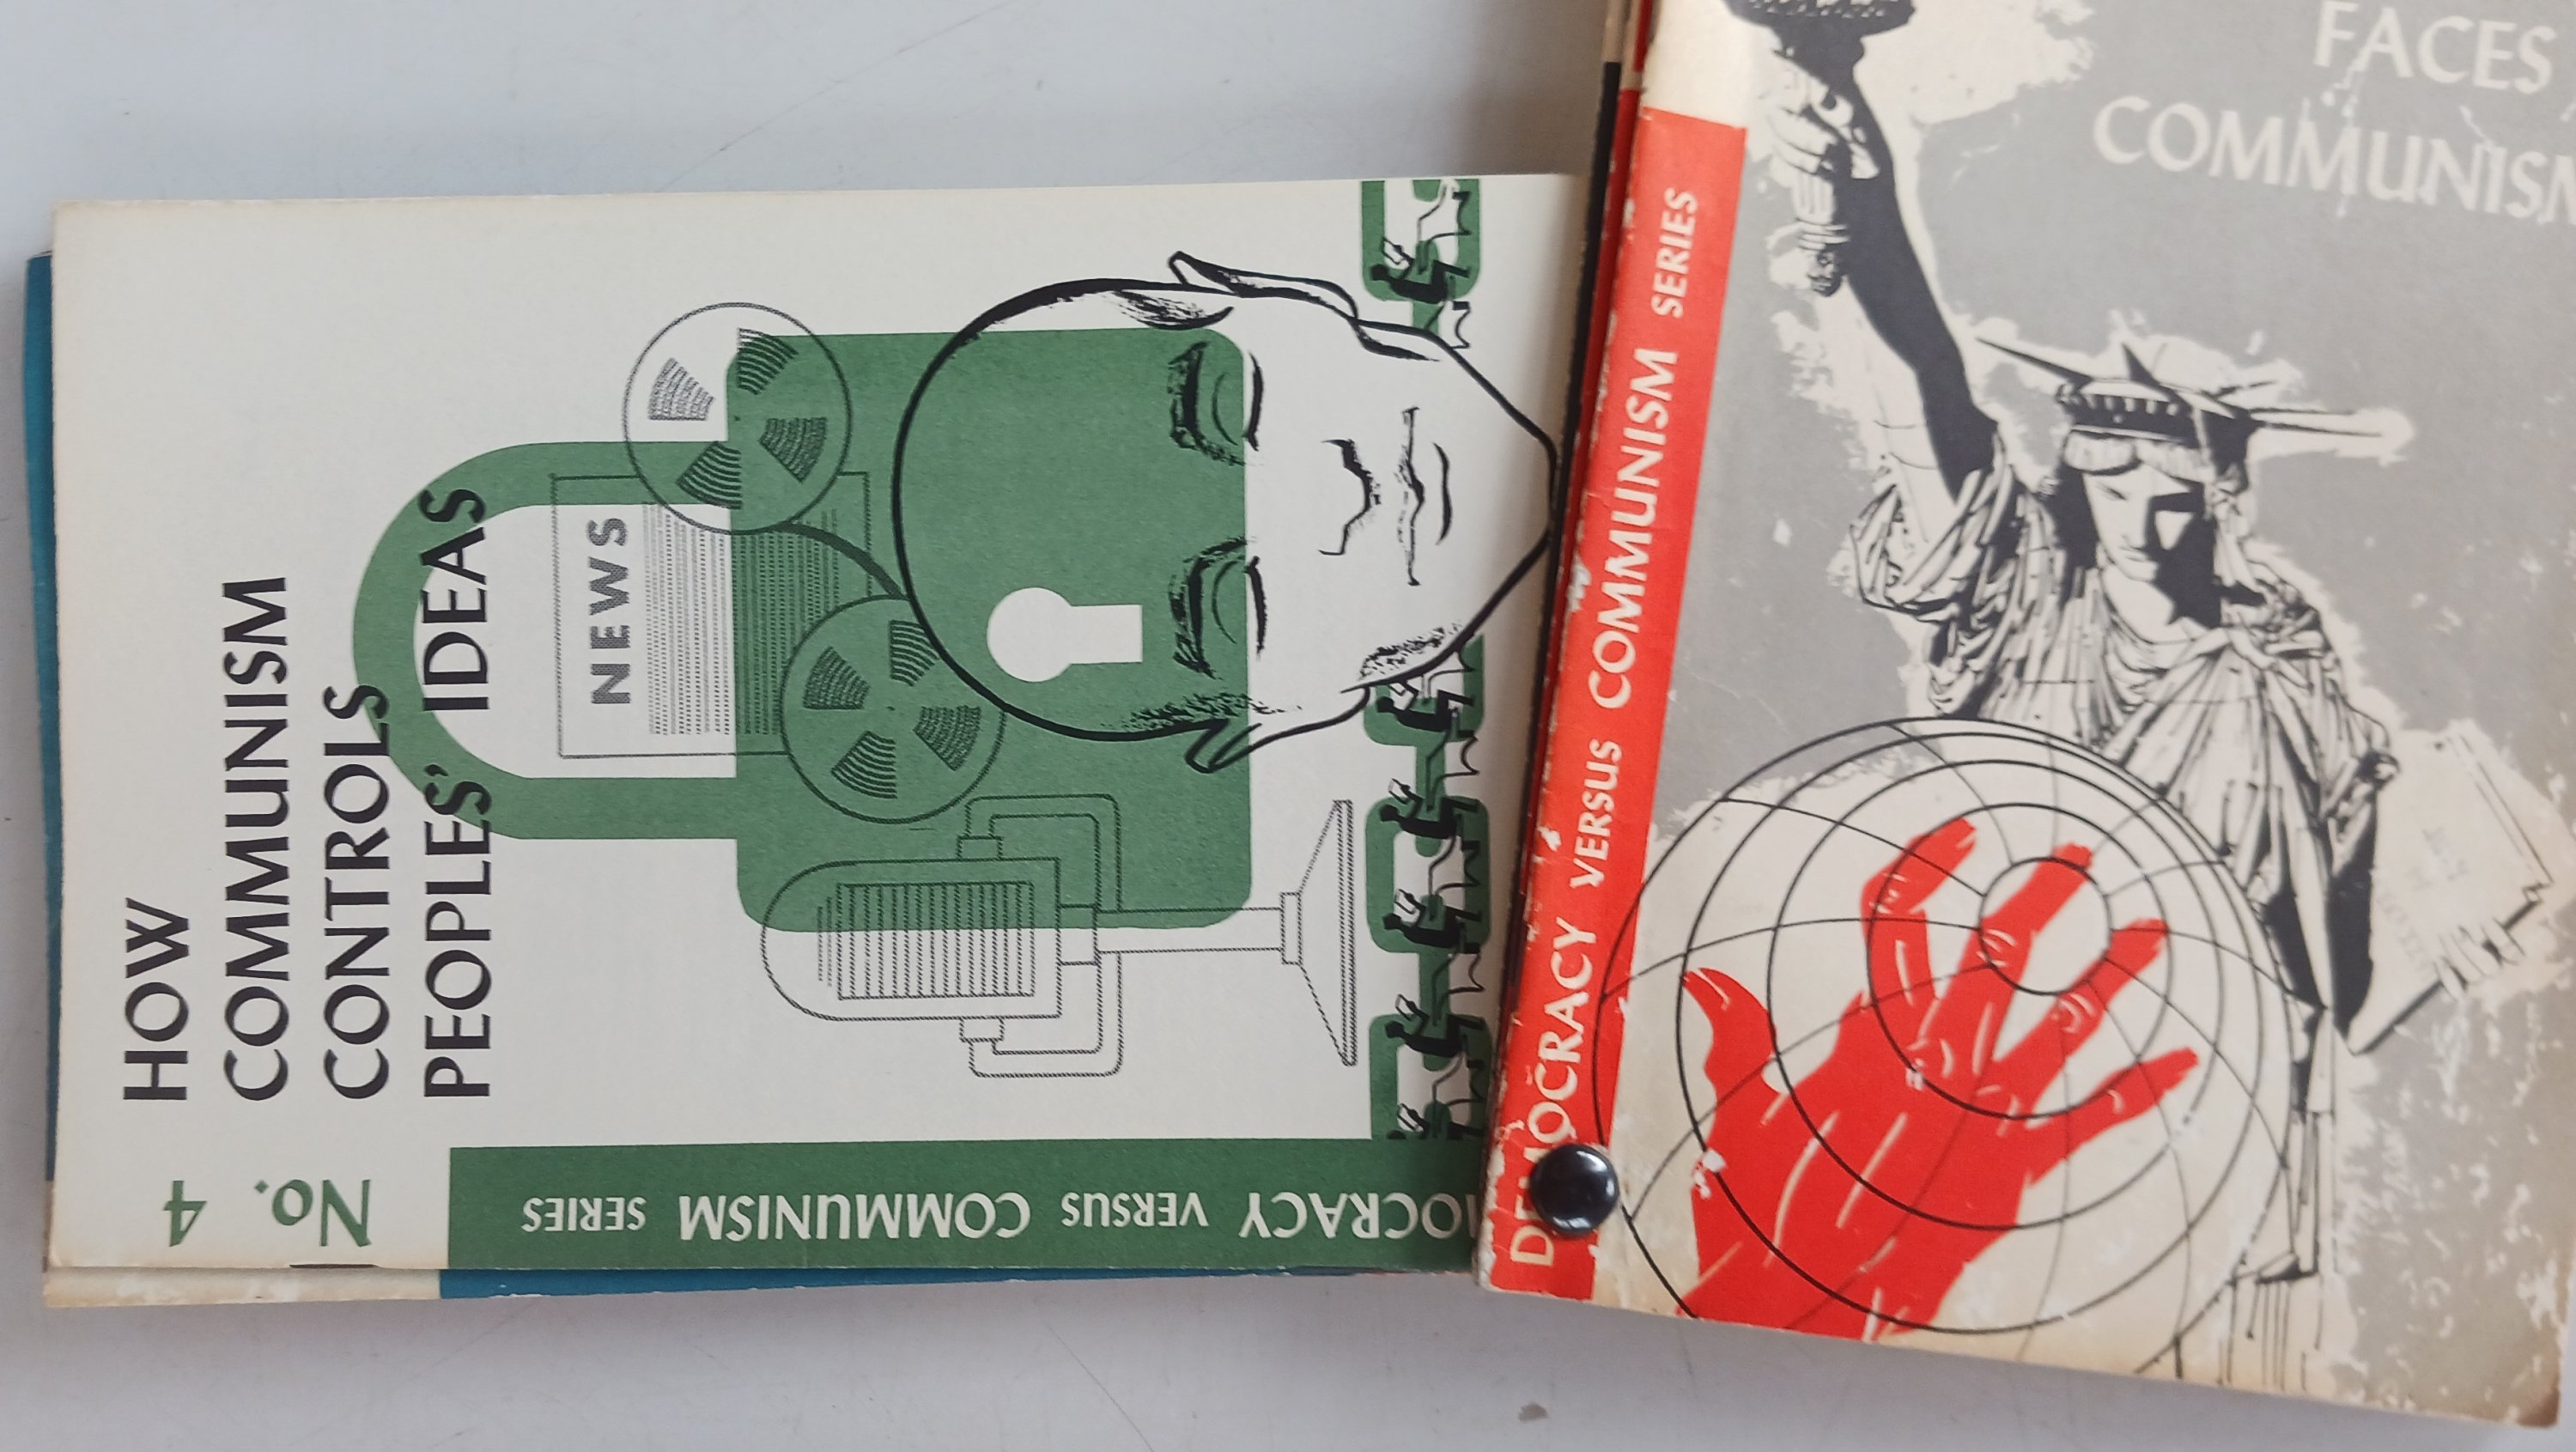 HOW
COMMUNISM
CONTROLS
PEOPLES' IDEAS
NEWS
No. 4
OCRACY VERSUS COMMUNISM SERIES
FACES
COMMUNISM
DEMOCRACY VERSUS COMMUNISM SERIES